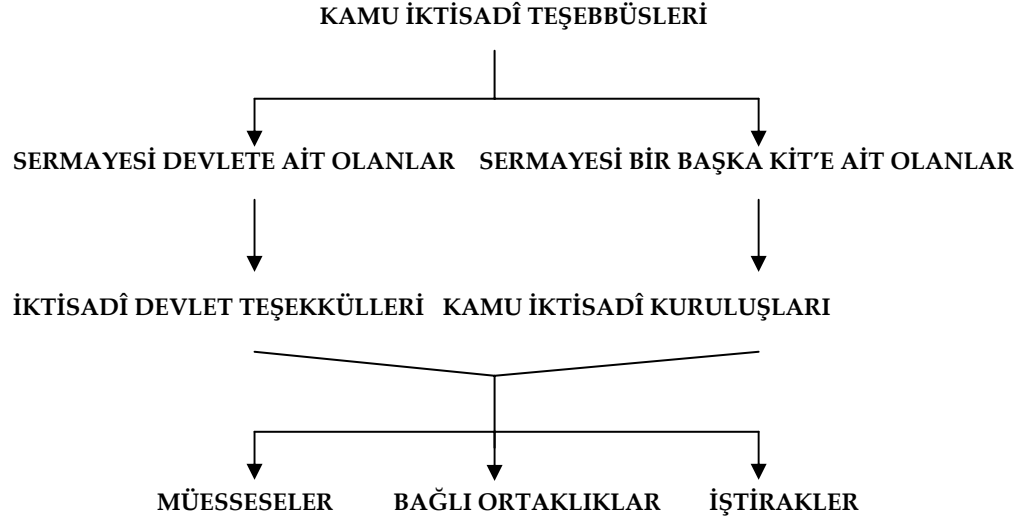 KAMU İKTİSADÎ TEŞEBBÜSLERİ
SERMAYESİ DEVLETE AİT OLANLAR SERMAYESİ BİR BAŞKA KİT'E AİT OLANLAR
İKTİSADÎ DEVLET TEŞEKKÜLLERİ KAMU İKTİSADÎ KURULUŞLARI
MÜESSESELER BAĞLI ORTAKLIKLAR İŞTİRAKLER